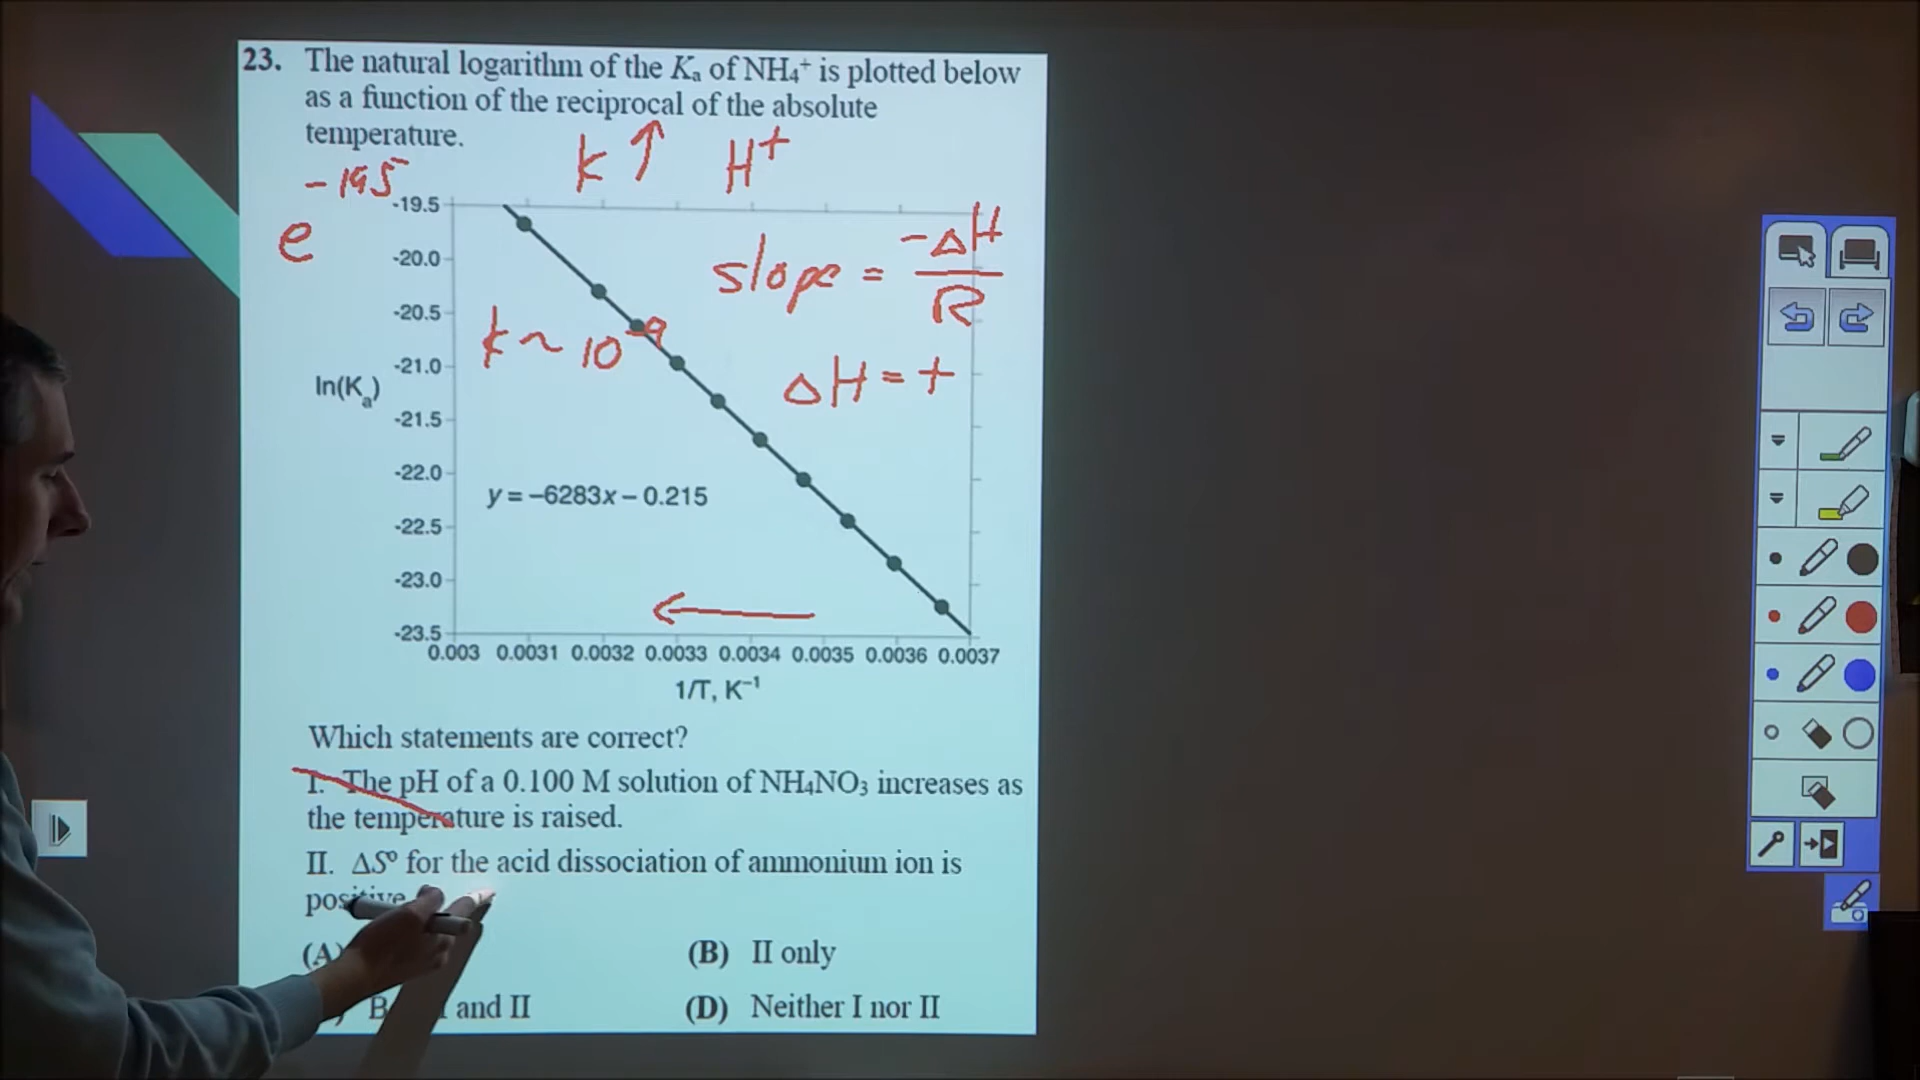 23. The natural logarithm of the Kₐ of NH₄⁺ is plotted below
as a function of the reciprocal of the absolute
temperature.
k ↑ H⁺
e^-195
slope = -ΔH/R
k ~ 10^-9
ΔH = +
ln(Kₐ)
-19.5
-20.0
-20.5
-21.0
-21.5
-22.0
-22.5
-23.0
-23.5
y = –6283x – 0.215
0.003 0.0031 0.0032 0.0033 0.0034 0.0035 0.0036 0.0037
1/T, K⁻¹
Which statements are correct?
I. The pH of a 0.100 M solution of NH₄NO₃ increases as
the temperature is raised.
II. ΔS° for the acid dissociation of ammonium ion is
positive
(A)
(B) II only
and II
(D) Neither I nor II